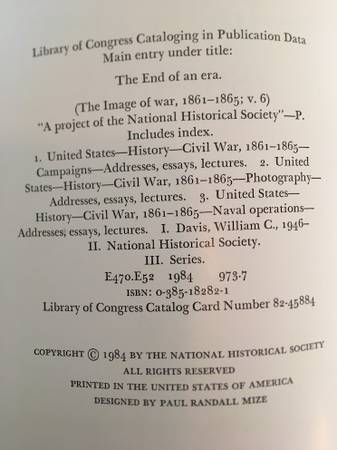 Library of Congress Cataloging in Publication Data
Main entry under title:
The End of an era.
(The Image of war, 1861–1865; v. 6)
"A project of the National Historical Society"—P.
Includes index.
1. United States—History—Civil War, 1861–1865—
Campaigns—Addresses, essays, lectures. 2. United
States—History—Civil War, 1861–1865—Photography—
Addresses, essays, lectures. 3. United States—
History—Civil War, 1861–1865—Naval operations—
Addresses, essays, lectures. I. Davis, William C., 1946–
II. National Historical Society.
III. Series.
E470.E52 1984 973.7
ISBN: 0-385-18282-1
Library of Congress Catalog Card Number 82-45884
COPYRIGHT © 1984 BY THE NATIONAL HISTORICAL SOCIETY
ALL RIGHTS RESERVED
PRINTED IN THE UNITED STATES OF AMERICA
DESIGNED BY PAUL RANDALL MIZE